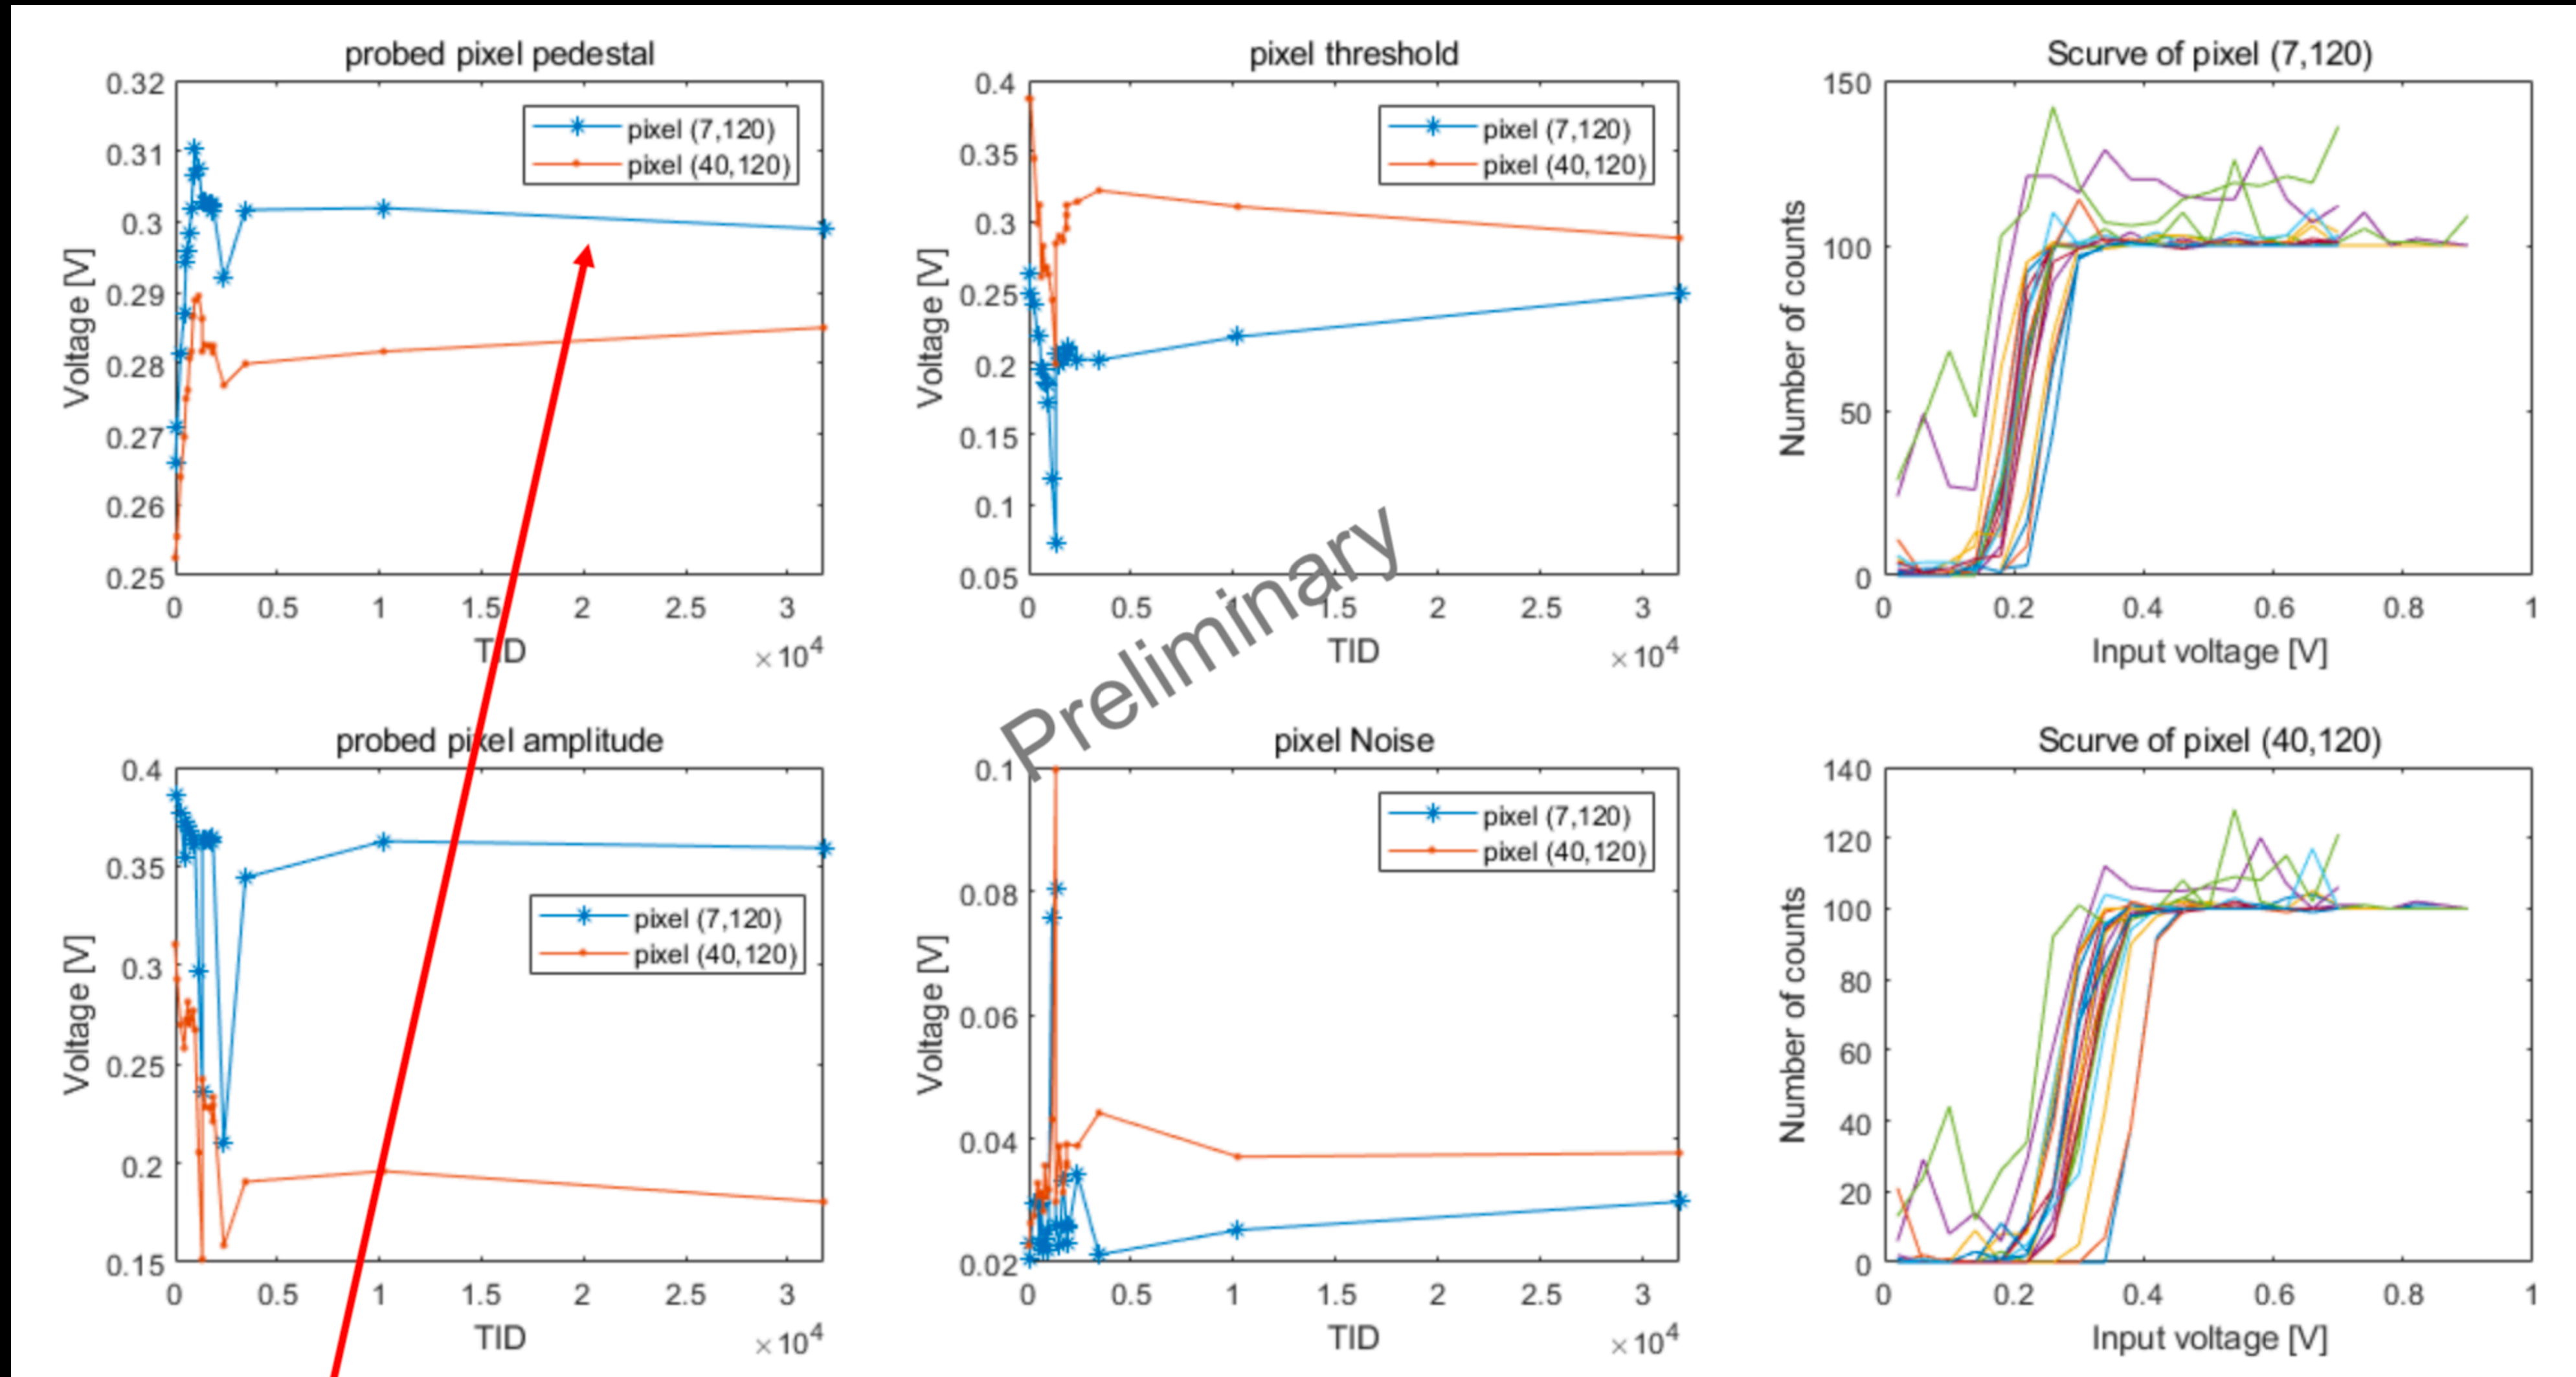 probed pixel pedestal
0.32
0.31
0.3
0.29
0.28
0.27
0.26
0.25
Voltage [V]
pixel (7,120)
pixel (40,120)
0 0.5 1 1.5 2 2.5 3
TID
×10^4
pixel threshold
0.4
0.35
0.3
0.25
0.2
0.15
0.1
0.05
Voltage [V]
pixel (7,120)
pixel (40,120)
0 0.5 1 1.5 2 2.5 3
TID
×10^4
Scurve of pixel (7,120)
150
100
50
0
Number of counts
0 0.2 0.4 0.6 0.8 1
Input voltage [V]
Preliminary
probed pixel amplitude
0.4
0.35
0.3
0.25
0.2
0.15
Voltage [V]
pixel (7,120)
pixel (40,120)
0 0.5 1 1.5 2 2.5 3
TID
×10^4
pixel Noise
0.1
0.08
0.06
0.04
0.02
Voltage [V]
pixel (7,120)
pixel (40,120)
0 0.5 1 1.5 2 2.5 3
TID
×10^4
Scurve of pixel (40,120)
140
120
100
80
60
40
20
0
Number of counts
0 0.2 0.4 0.6 0.8 1
Input voltage [V]